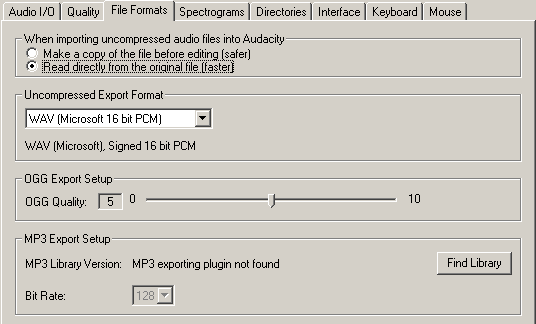 Audio I/O Quality File Formats Spectrograms Directories Interface Keyboard Mouse
When importing uncompressed audio files into Audacity
Make a copy of the file before editing (safer)
Read directly from the original file (faster)
Uncompressed Export Format
WAV (Microsoft 16 bit PCM)
WAV (Microsoft), Signed 16 bit PCM
OGG Export Setup
OGG Quality: 5 0 10
MP3 Export Setup
MP3 Library Version: MP3 exporting plugin not found Find Library
Bit Rate: 128